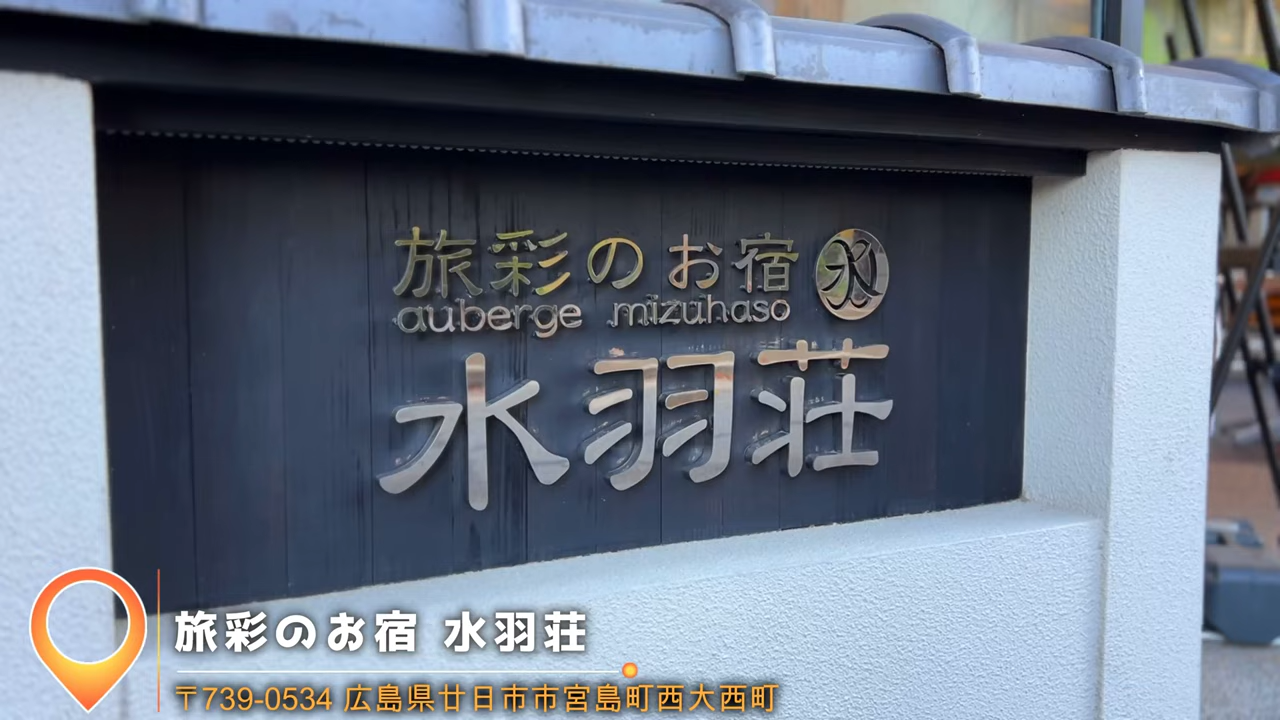 旅彩のお宿
auberge mizuhaso
水羽荘
旅彩のお宿 水羽荘
〒739-0534 広島県廿日市市宮島町西大西町